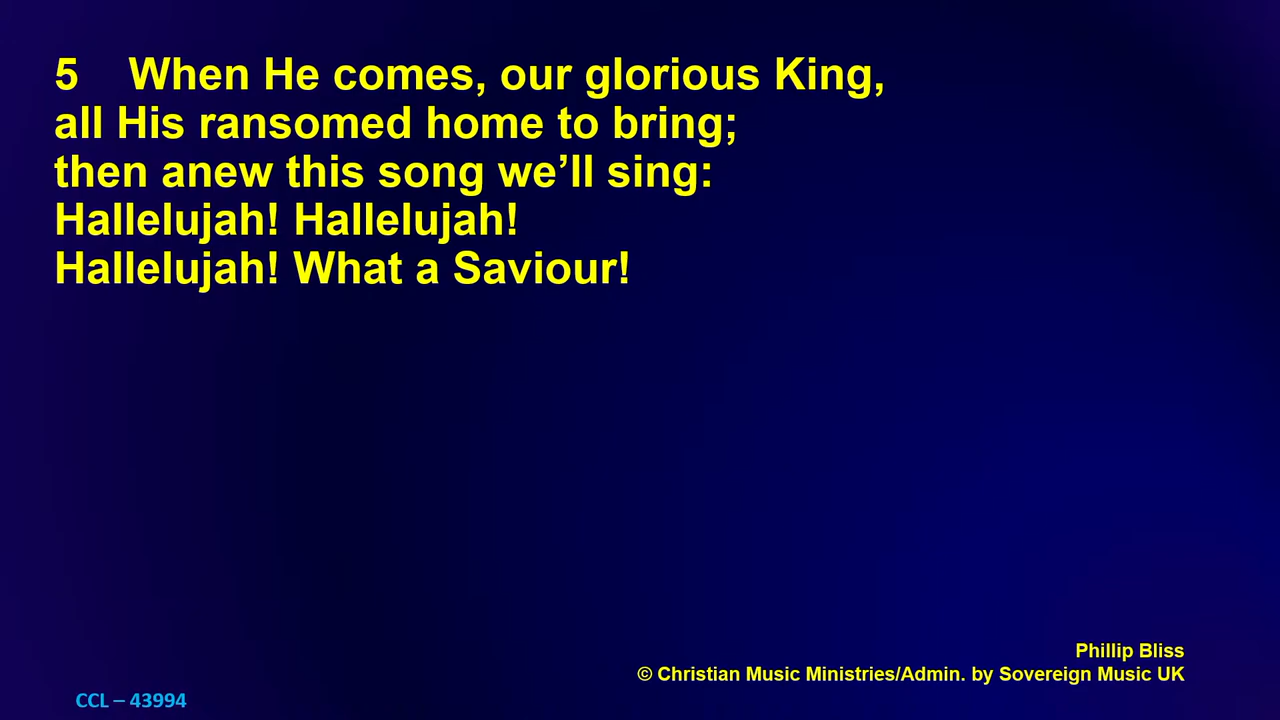 5 When He comes, our glorious King,
all His ransomed home to bring;
then anew this song we’ll sing:
Hallelujah! Hallelujah!
Hallelujah! What a Saviour!
Phillip Bliss
© Christian Music Ministries/Admin. by Sovereign Music UK
CCL – 43994